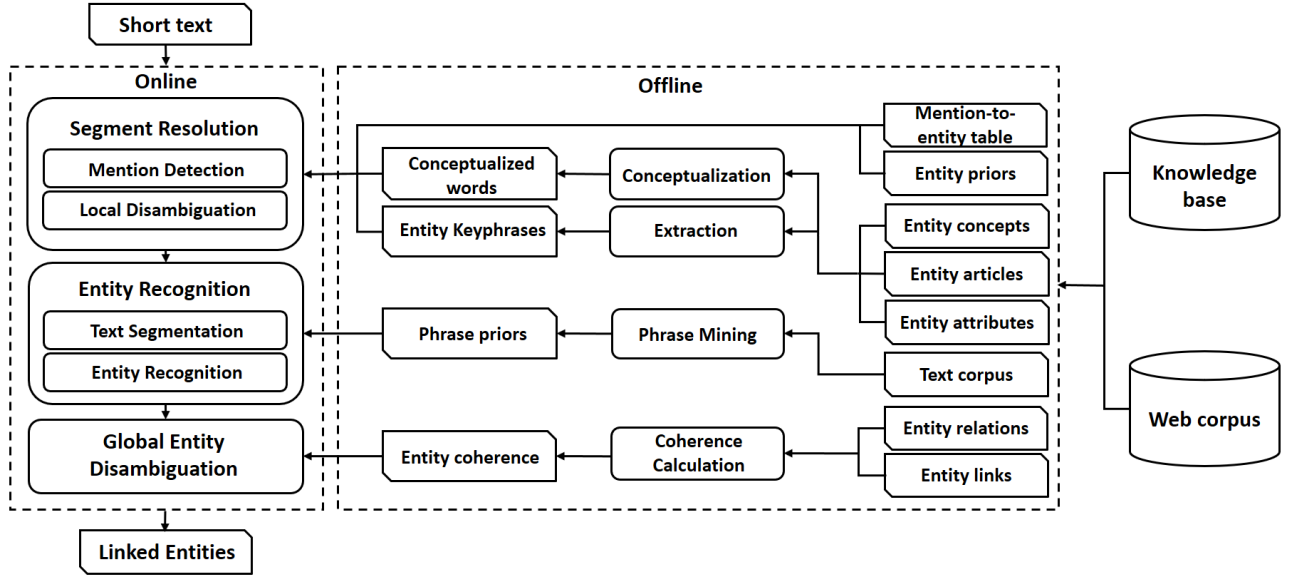 Short text
Online
Segment Resolution
Mention Detection
Local Disambiguation
Entity Recognition
Text Segmentation
Entity Recognition
Global Entity
Disambiguation
Linked Entities
Offline
Conceptualized
words
Entity Keyphrases
Phrase priors
Entity coherence
Conceptualization
Extraction
Phrase Mining
Coherence
Calculation
Mention-to-
entity table
Entity priors
Entity concepts
Entity articles
Entity attributes
Text corpus
Entity relations
Entity links
Knowledge
base
Web corpus